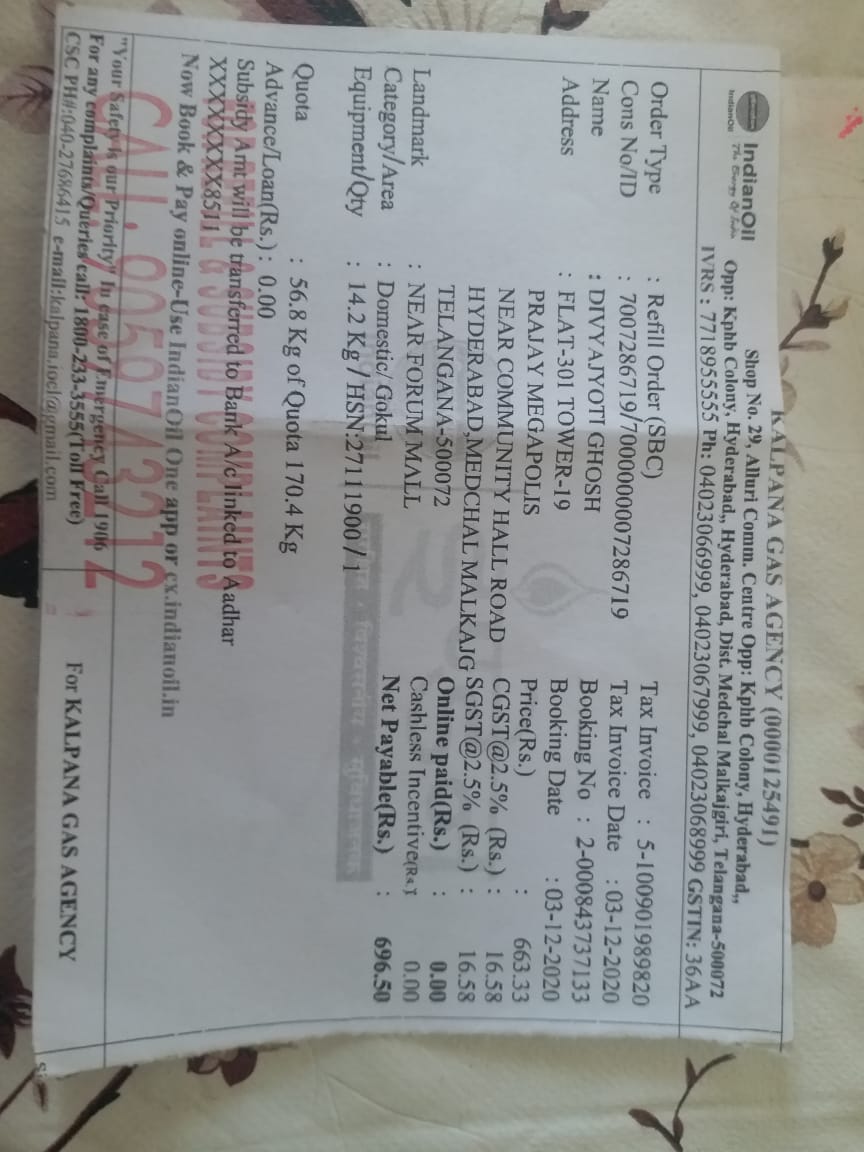 KALPANA GAS AGENCY (0000125491)
IndianOil
The Energy Of India
IndianOil
Shop No. 29, Alluri Comm. Centre Opp: Kphb Colony, Hyderabad,,
Opp: Kphb Colony, Hyderabad,, Hyderabad, Dist. Medchal Malkajgiri, Telangana-500072
IVRS : 7718955555 Ph: 04023066999, 04023067999, 04023068999 GSTIN: 36AA
Order Type : Refill Order (SBC) Tax Invoice : 5-100901989820
Cons No/ID : 7007286719/7000000007286719 Tax Invoice Date : 03-12-2020
Name : DIVYAJYOTI GHOSH Booking No : 2-000843737133
Address : FLAT-301 TOWER-19 Booking Date : 03-12-2020
PRAJAY MEGAPOLIS Price(Rs.) : 663.33
NEAR COMMUNITY HALL ROAD CGST@2.5% (Rs.) : 16.58
HYDERABAD,MEDCHAL MALKAJG SGST@2.5% (Rs.) : 16.58
TELANGANA-500072 Online paid(Rs.) : 0.00
Landmark : NEAR FORUM MALL Cashless Incentive(Rs.) 0.00
Category/Area : Domestic/ Gokul Net Payable(Rs.) : 696.50
Equipment/Qty : 14.2 Kg / HSN:27111900 / 1
Quota : 56.8 Kg of Quota 170.4 Kg
Advance/Loan(Rs.) : 0.00
Subsidy Amt will be transferred to Bank A/c linked to Aadhar
XXXXXXXX8511
& SUBSIDY COMPLAINTS
Now Book & Pay online-Use IndianOil One app or cx.indianoil.in
CALL:
"Your Safety is our Priority" In case of Emergency Call 1906
For any complaints/Queries call: 1800-233-3555(Toll Free)
CSC PH#:040-27686415 e-mail:kalpana.iocl@gmail.com
For KALPANA GAS AGENCY